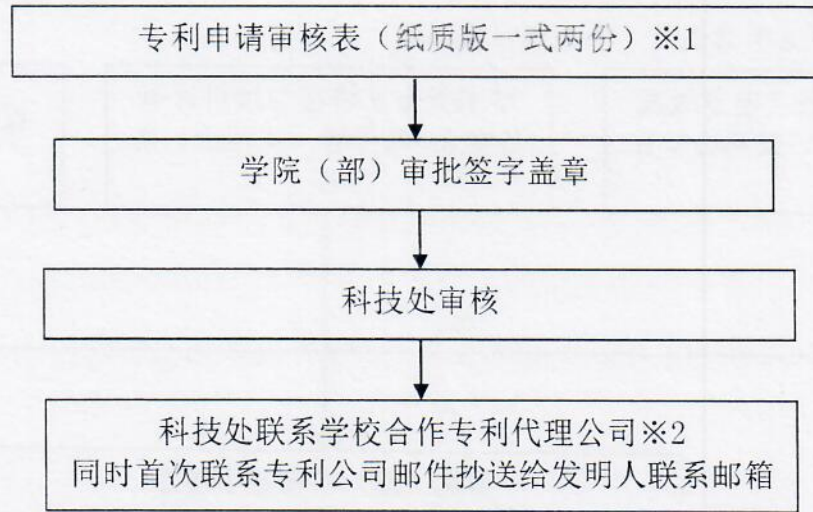 专利申请审核表（纸质版一式两份）※1
学院（部）审批签字盖章
科技处审核
科技处联系学校合作专利代理公司※2
同时首次联系专利公司邮件抄送给发明人联系邮箱